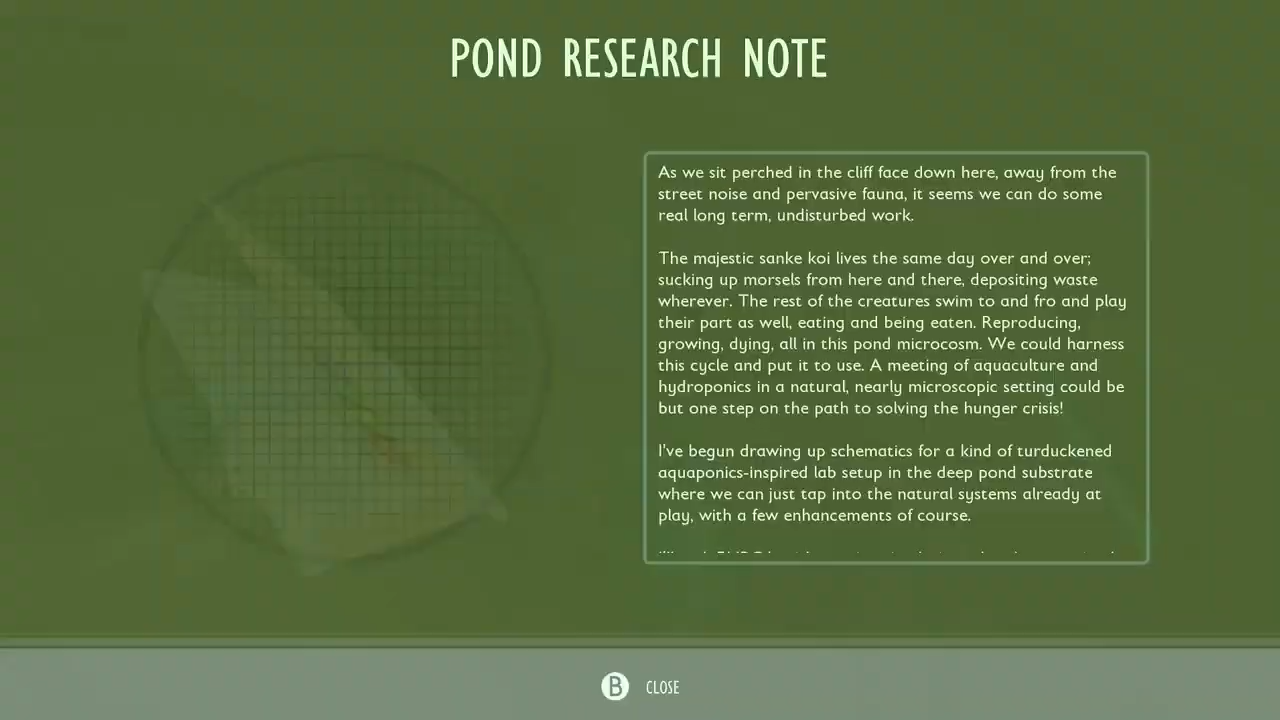 POND RESEARCH NOTE
As we sit perched in the cliff face down here, away from the
street noise and pervasive fauna, it seems we can do some
real long term, undisturbed work.
The majestic sanke koi lives the same day over and over;
sucking up morsels from here and there, depositing waste
wherever. The rest of the creatures swim to and fro and play
their part as well, eating and being eaten. Reproducing,
growing, dying, all in this pond microcosm. We could harness
this cycle and put it to use. A meeting of aquaculture and
hydroponics in a natural, nearly microscopic setting could be
but one step on the path to solving the hunger crisis!
I've begun drawing up schematics for a kind of turduckened
aquaponics-inspired lab setup in the deep pond substrate
where we can just tap into the natural systems already at
play, with a few enhancements of course.
B CLOSE